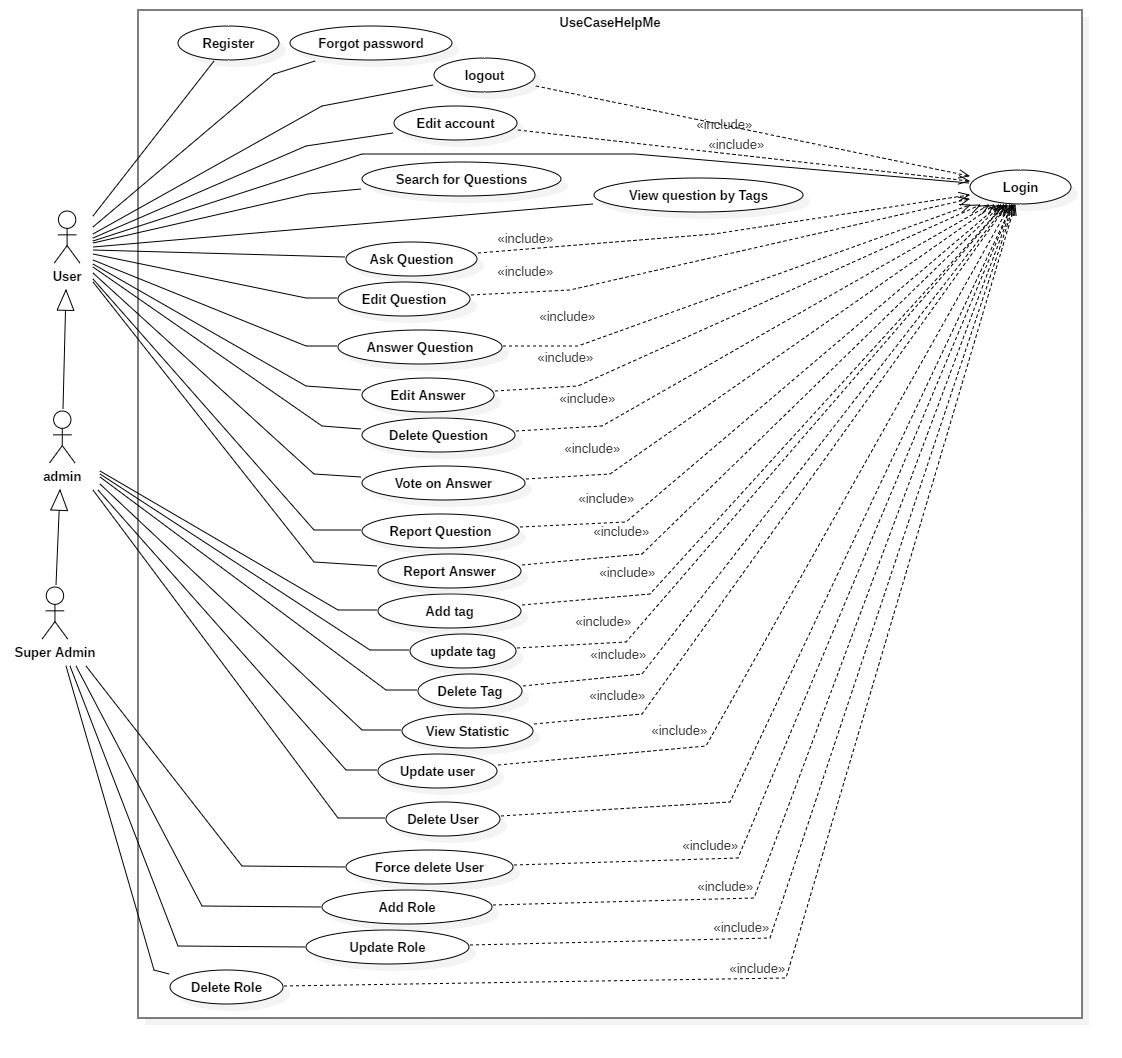 UseCaseHelpMe
Register
Forgot password
logout
Edit account
«include»
«include»
Search for Questions
View question by Tags
Login
User
Ask Question
«include»
Edit Question
«include»
Answer Question
«include»
Edit Answer
«include»
Delete Question
«include»
Vote on Answer
«include»
admin
Report Question
«include»
Report Answer
«include»
Add tag
«include»
update tag
«include»
Super Admin
Delete Tag
«include»
View Statistic
«include»
Update user
«include»
Delete User
Force delete User
«include»
Add Role
«include»
Update Role
«include»
Delete Role
«include»